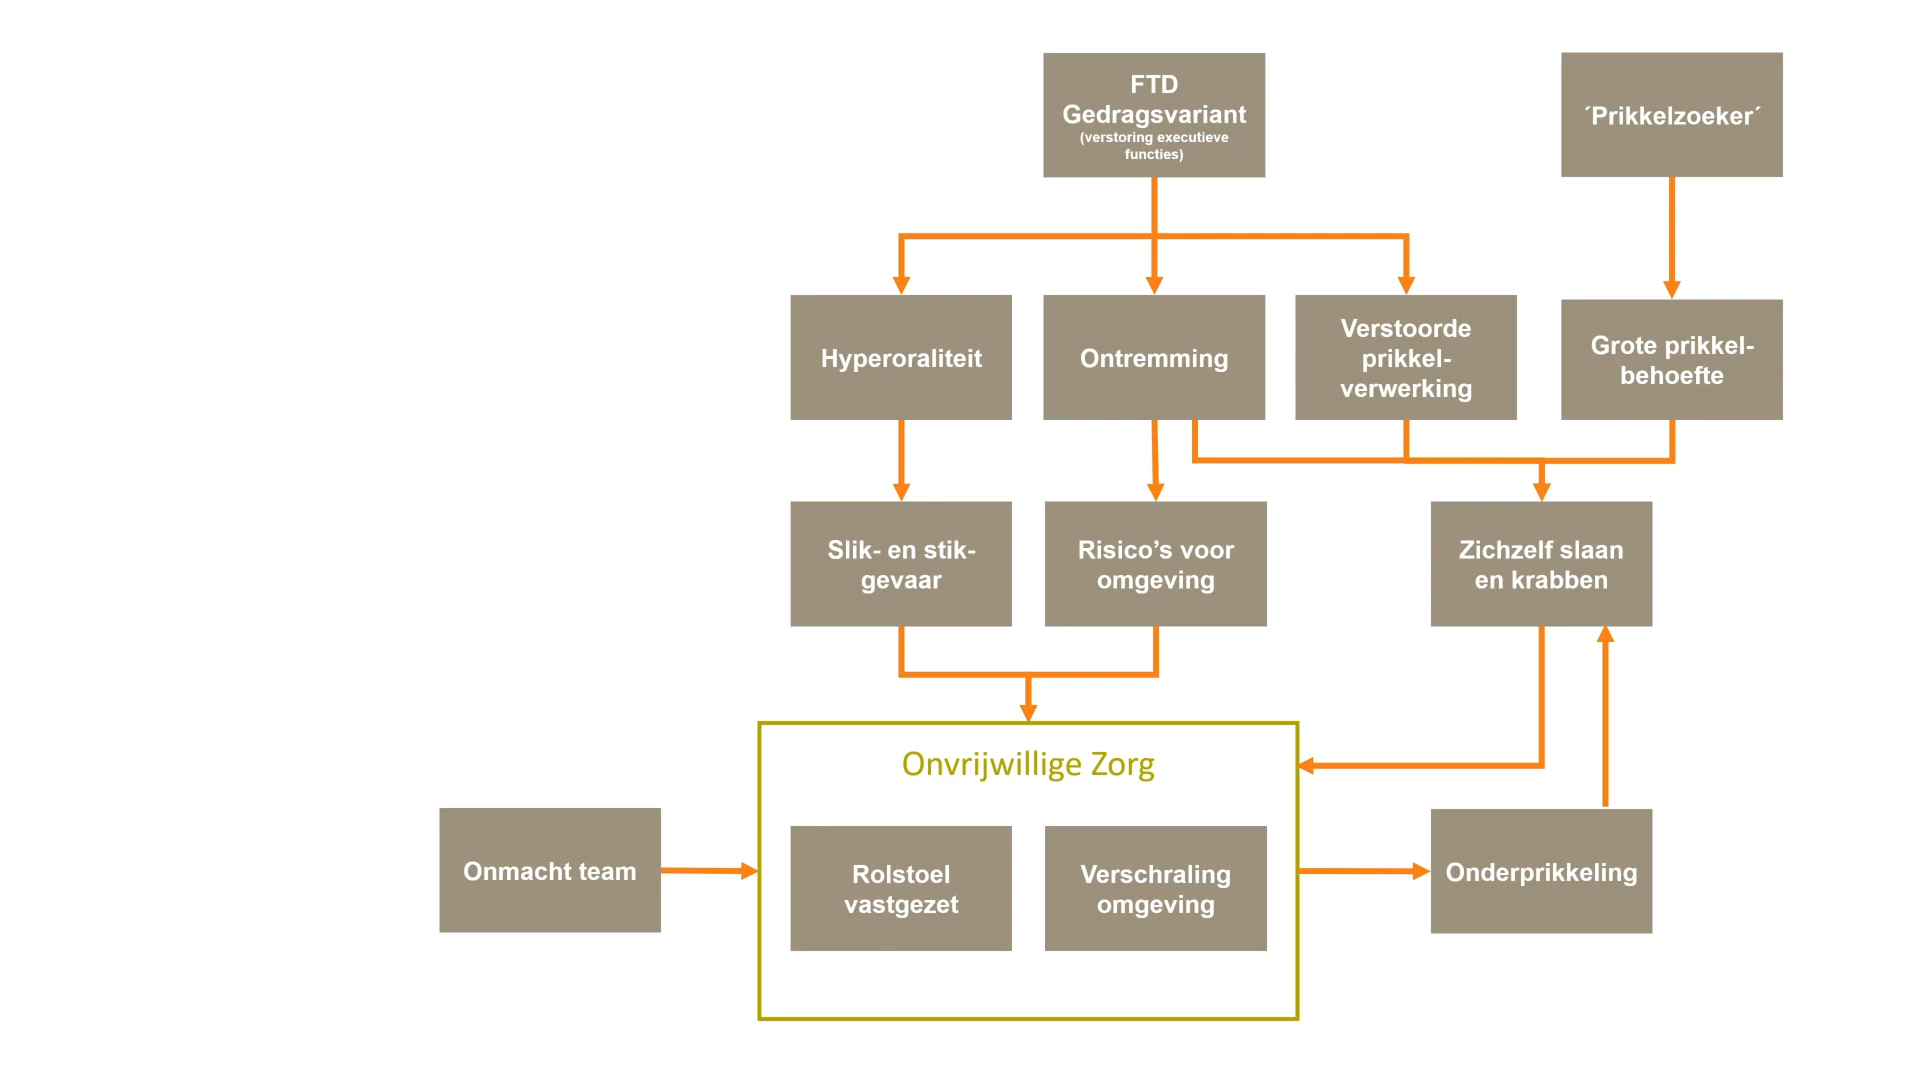 FTD
Gedragsvariant
(verstoring executieve
functies)
´Prikkelzoeker´
Hyperoraliteit
Ontremming
Verstoorde
prikkel-
verwerking
Grote prikkel-
behoefte
Slik- en stik-
gevaar
Risico’s voor
omgeving
Zichzelf slaan
en krabben
Onvrijwillige Zorg
Onmacht team
Rolstoel
vastgezet
Verschraling
omgeving
Onderprikkeling